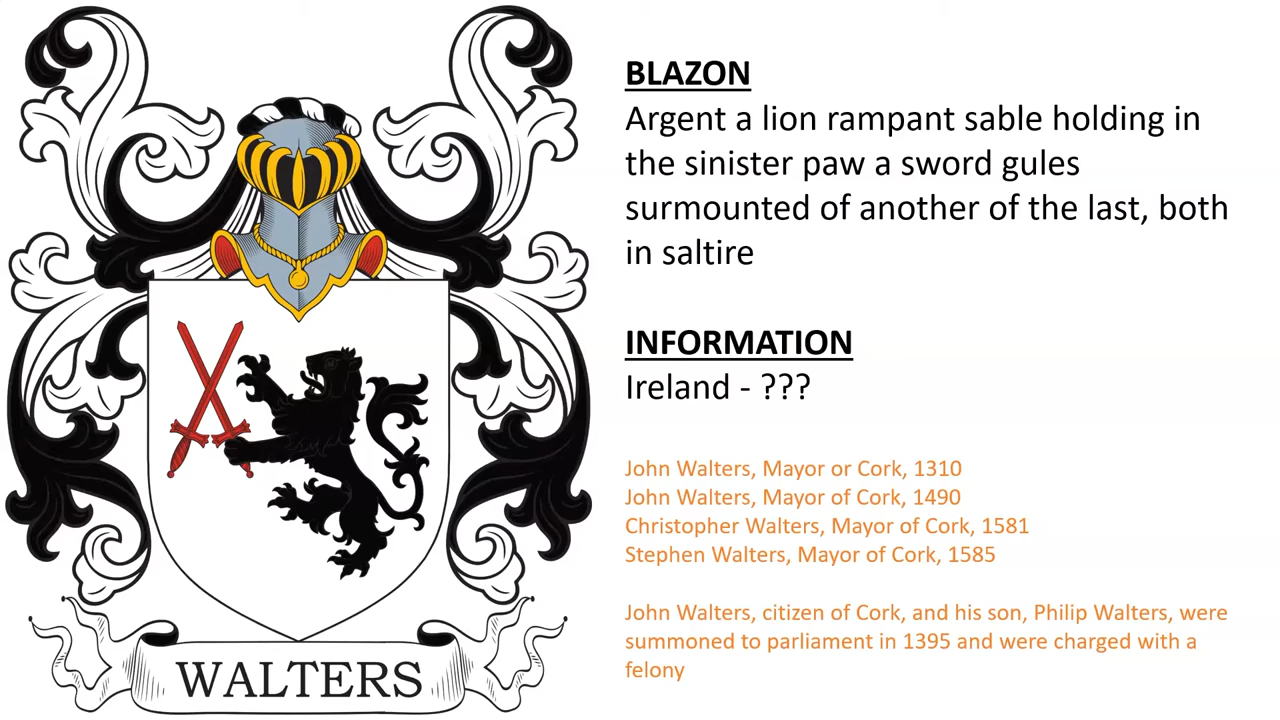 BLAZON
Argent a lion rampant sable holding in
the sinister paw a sword gules
surmounted of another of the last, both
in saltire
INFORMATION
Ireland - ???
John Walters, Mayor or Cork, 1310
John Walters, Mayor of Cork, 1490
Christopher Walters, Mayor of Cork, 1581
Stephen Walters, Mayor of Cork, 1585
John Walters, citizen of Cork, and his son, Philip Walters, were
summoned to parliament in 1395 and were charged with a
felony
WALTERS